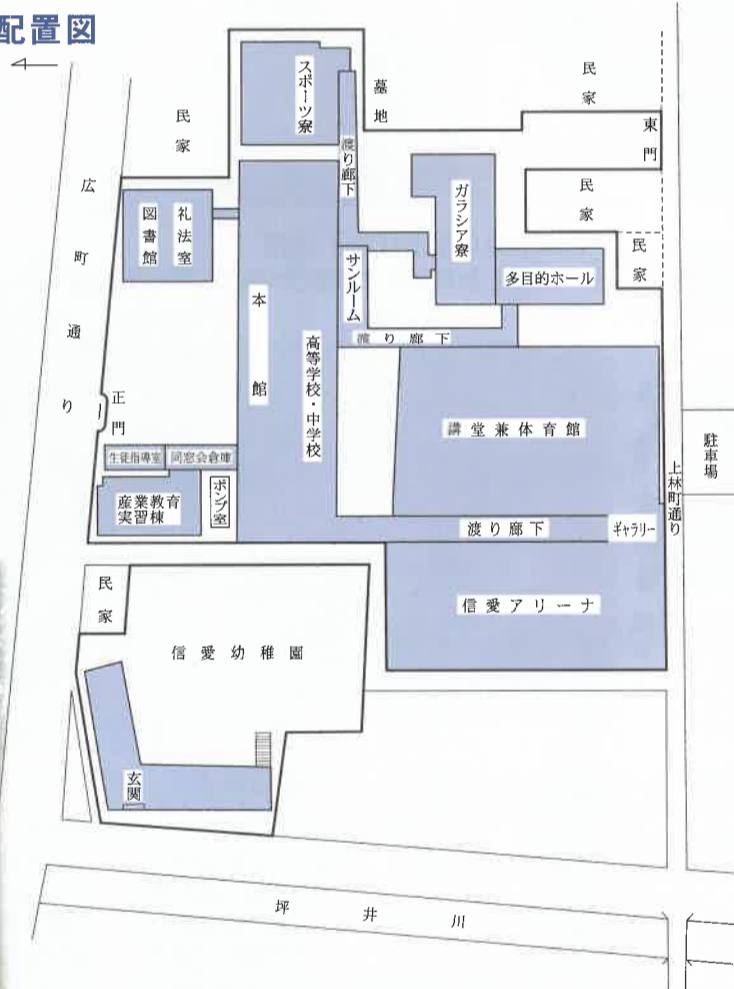 配置図
スポーツ寮
墓地
民家
民家
東門
渡り廊下
広町通り
図書館
礼法室
ガラシア寮
民家
民家
サンルーム
多目的ホール
本館
高等学校・中学校
渡り廊下
正門
講堂兼体育館
駐車場
生徒指導室
同窓会倉庫
ポンプ室
産業教育
実習棟
上林町通り
渡り廊下
ギャラリー
民家
信愛アリーナ
信愛幼稚園
玄関
坪井川